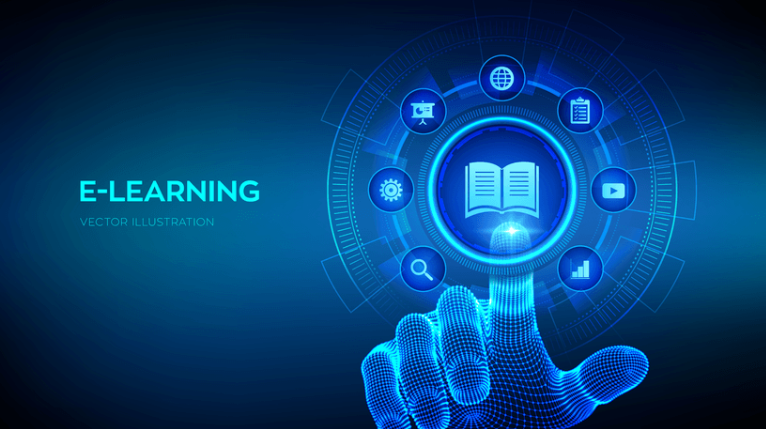 E-LEARNING
VECTOR ILLUSTRATION